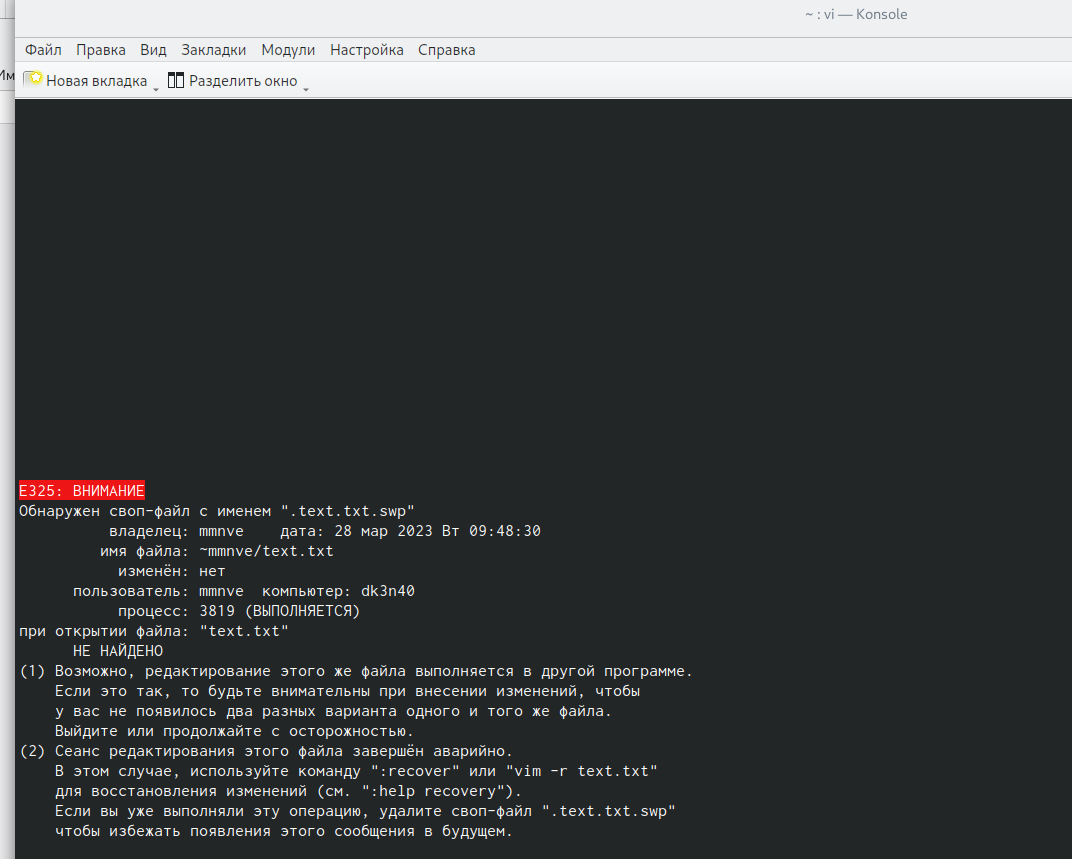 ~ : vi — Konsole
Файл Правка Вид Закладки Модули Настройка Справка
Им
Новая вкладка Разделить окно
E325: ВНИМАНИЕ
Обнаружен своп-файл с именем ".text.txt.swp"
владелец: mmnve дата: 28 мар 2023 Вт 09:48:30
имя файла: ~mmnve/text.txt
изменён: нет
пользователь: mmnve компьютер: dk3n40
процесс: 3819 (ВЫПОЛНЯЕТСЯ)
при открытии файла: "text.txt"
НЕ НАЙДЕНО
(1) Возможно, редактирование этого же файла выполняется в другой программе.
Если это так, то будьте внимательны при внесении изменений, чтобы
у вас не появилось два разных варианта одного и того же файла.
Выйдите или продолжайте с осторожностью.
(2) Сеанс редактирования этого файла завершён аварийно.
В этом случае, используйте команду ":recover" или "vim -r text.txt"
для восстановления изменений (см. ":help recovery").
Если вы уже выполняли эту операцию, удалите своп-файл ".text.txt.swp"
чтобы избежать появления этого сообщения в будущем.